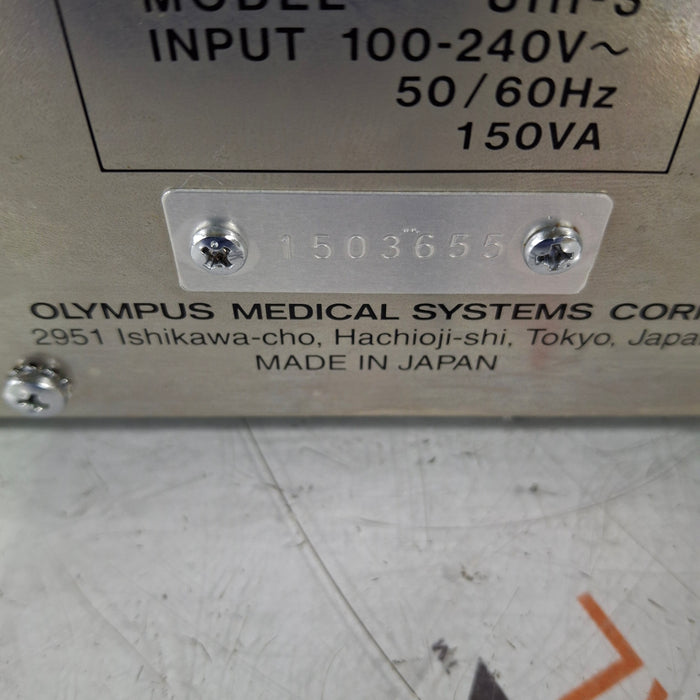 MODEL
INPUT 100-240V~
50/60Hz
150VA
1503655
OLYMPUS MEDICAL SYSTEMS
2951 Ishikawa-cho, Hachioji-shi, Tokyo,
MADE IN JAPAN